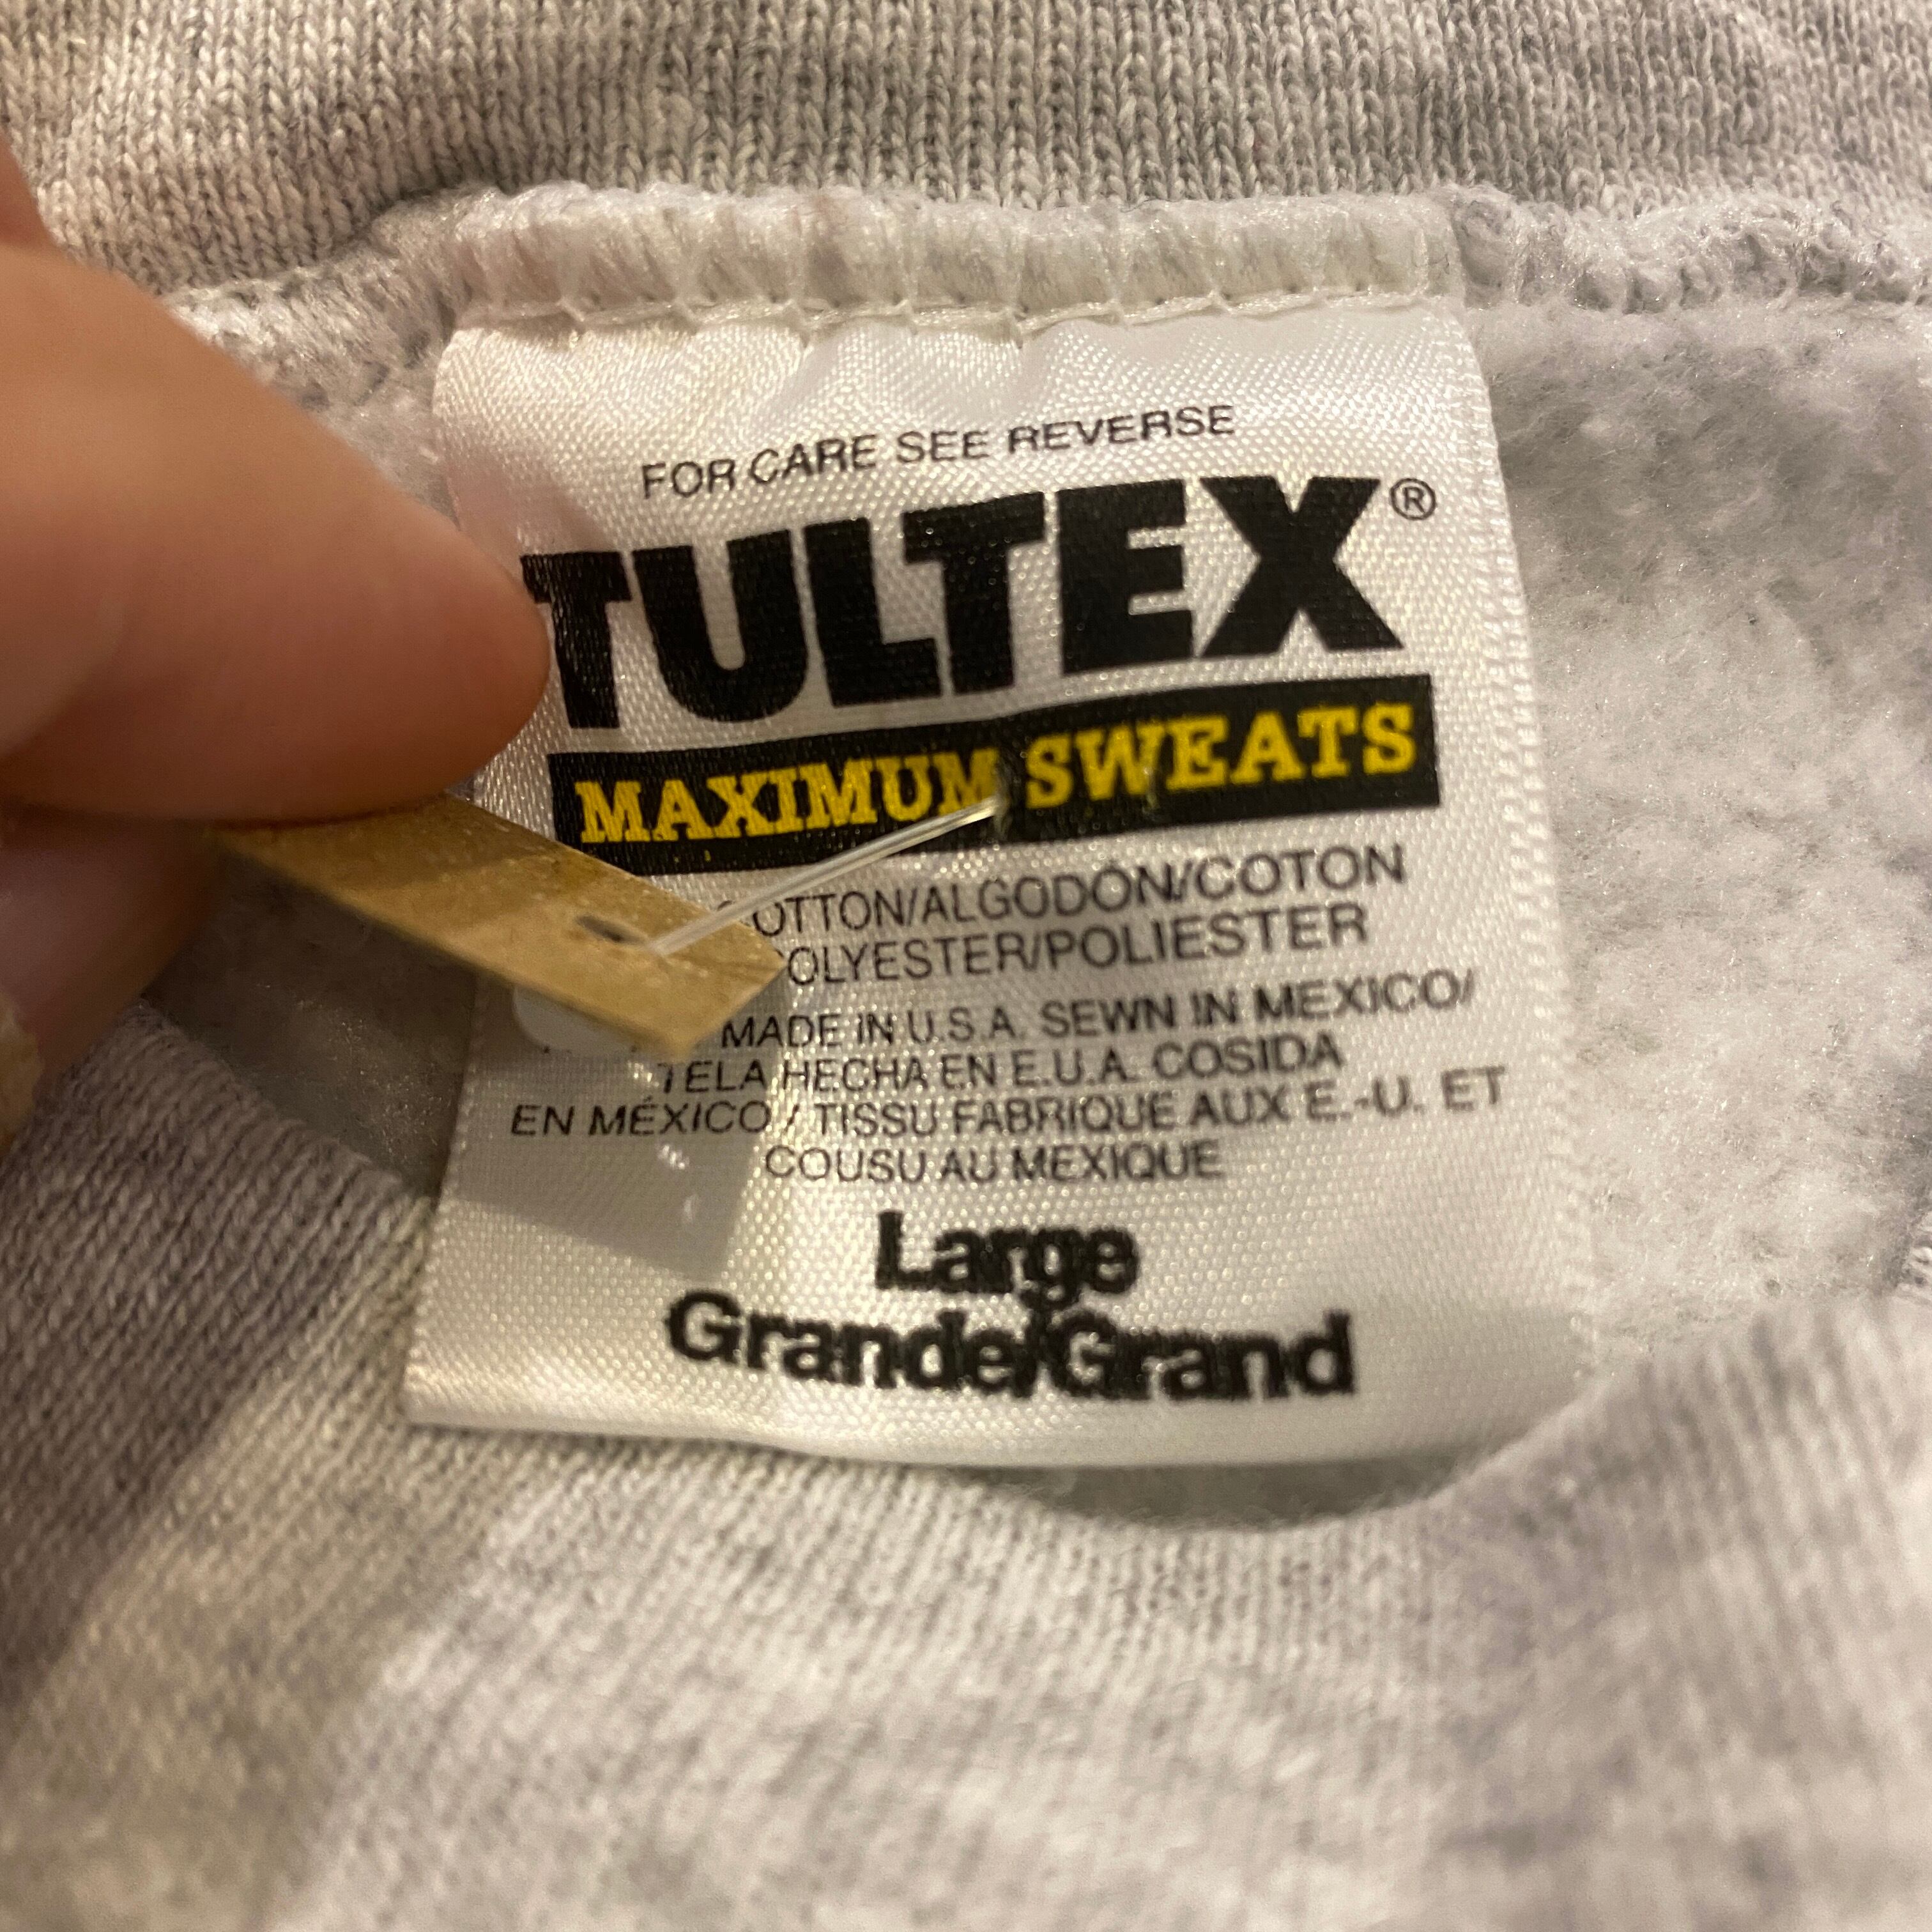 FOR CARE SEE REVERSE
TULTEX®
MAXIMUM SWEATS
OTTON/ALGODÓN/COTON
OLYESTER/POLIESTER
MADE IN U.S.A. SEWN IN MEXICO/
TELA HECHA EN E.U.A. COSIDA
EN MÉXICO / TISSU FABRIQUE AUX E.-U. ET
COUSU AU MEXIQUE
Large
Grande/Grand